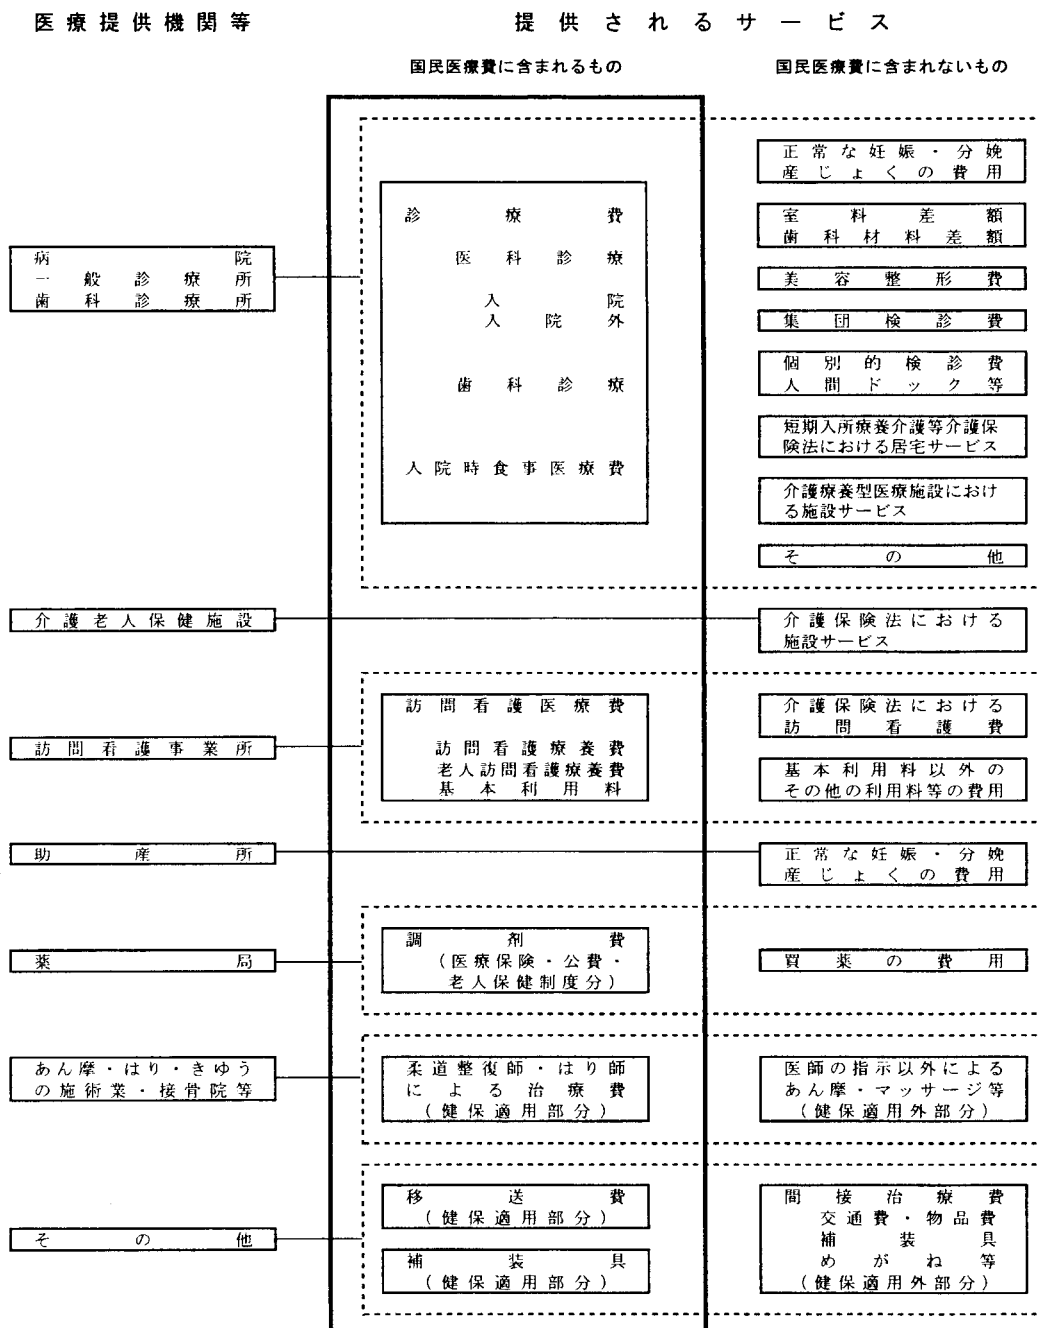 医療提供機関等
提供されるサービス
国民医療費に含まれるもの
国民医療費に含まれないもの
病院
一般診療所
歯科診療所
診療費
医科診療
入院
入院外
歯科診療
入院時食事医療費
正常な妊娠・分娩
産じょくの費用
室料差額
歯科材料差額
美容整形費
集団検診費
個別的検診費
人間ドック等
短期入所療養介護等介護保
険法における居宅サービス
介護療養型医療施設におけ
る施設サービス
その他
介護老人保健施設
介護保険法における
施設サービス
訪問看護事業所
訪問看護医療費
訪問看護療養費
老人訪問看護療養費
基本利用料
介護保険法における
訪問看護費
基本利用料以外の
その他の利用料等の費用
助産所
正常な妊娠・分娩
産じょくの費用
薬局
調剤費
(医療保険・公費・
老人保健制度分)
買薬の費用
あん摩・はり・きゆう
の施術業・接骨院等
柔道整復師・はり師
による治療費
(健保適用部分)
医師の指示以外による
あん摩・マッサージ等
(健保適用外部分)
その他
移送費
(健保適用部分)
補装具
(健保適用部分)
間接治療費
交通費・物品費
補装具
めがね等
(健保適用外部分)